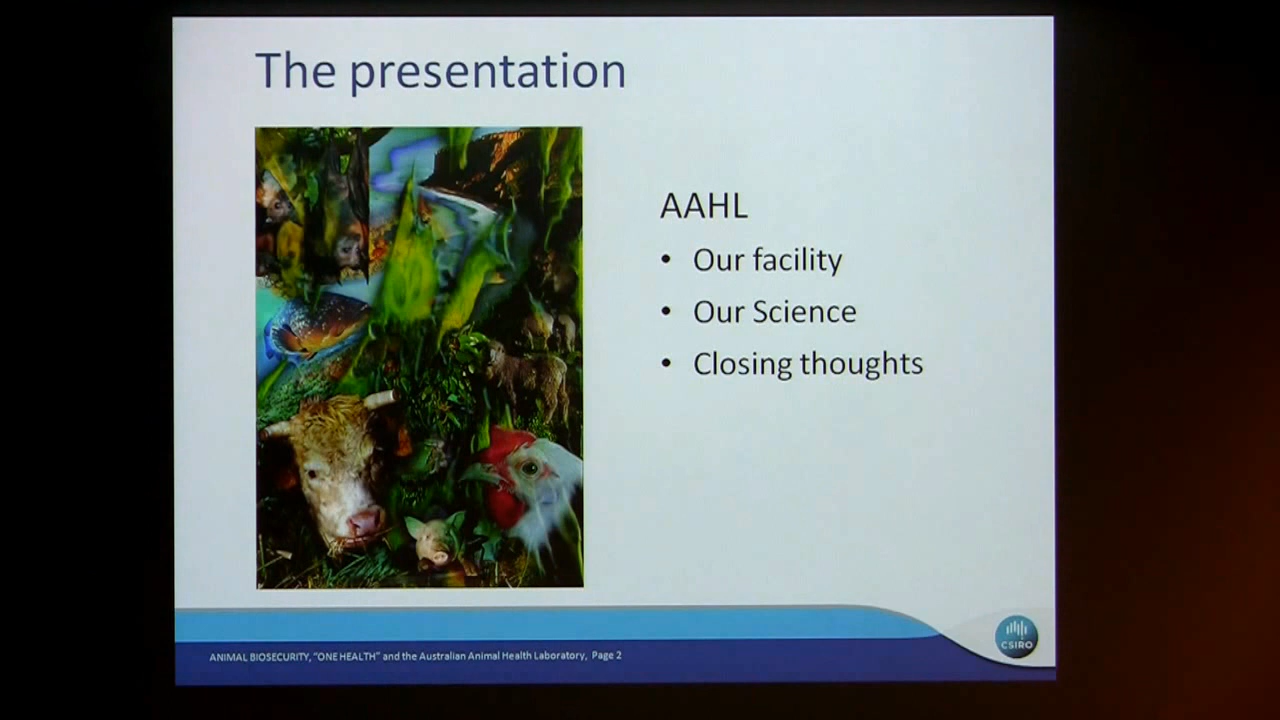 The presentation
AAHL
• Our facility
• Our Science
• Closing thoughts
ANIMAL BIOSECURITY, “ONE HEALTH” and the Australian Animal Health Laboratory, Page 2
CSIRO